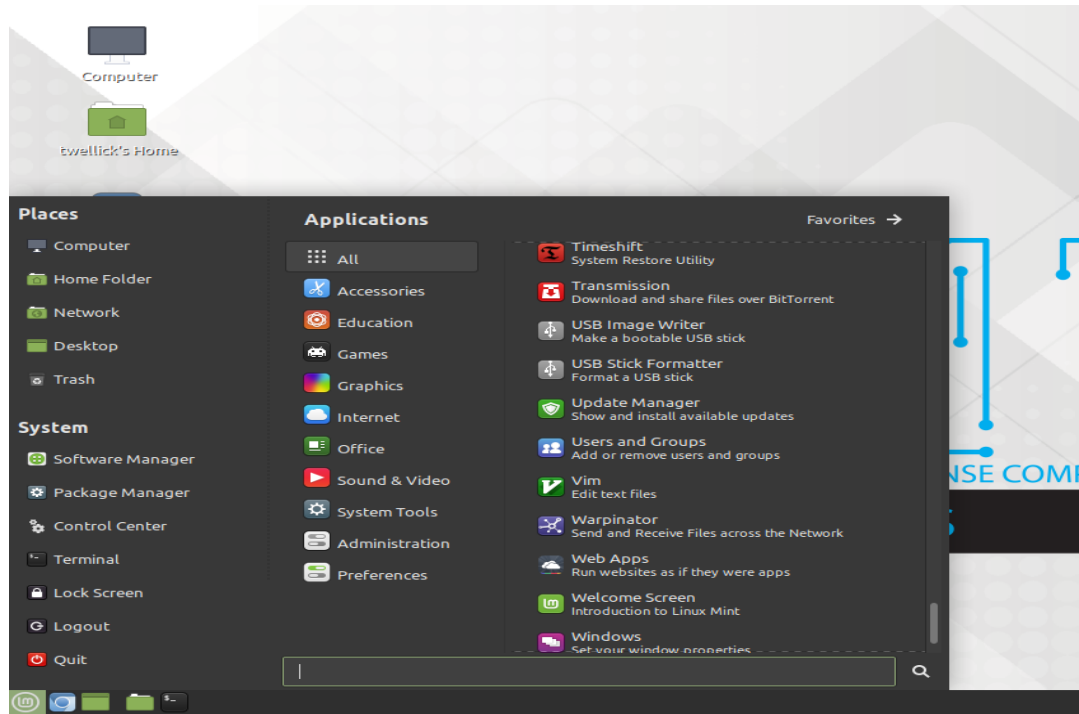 Computer
twellick's Home
Places
Computer
Home Folder
Network
Desktop
Trash
System
Software Manager
Package Manager
Control Center
Terminal
Lock Screen
Logout
Quit
Applications
Favorites →
All
Accessories
Education
Games
Graphics
Internet
Office
Sound & Video
System Tools
Administration
Preferences
Timeshift
System Restore Utility
Transmission
Download and share files over BitTorrent
USB Image Writer
Make a bootable USB stick
USB Stick Formatter
Format a USB stick
Update Manager
Show and install available updates
Users and Groups
Add or remove users and groups
Vim
Edit text files
Warpinator
Send and Receive Files across the Network
Web Apps
Run websites as if they were apps
Welcome Screen
Introduction to Linux Mint
Windows
Set your window properties